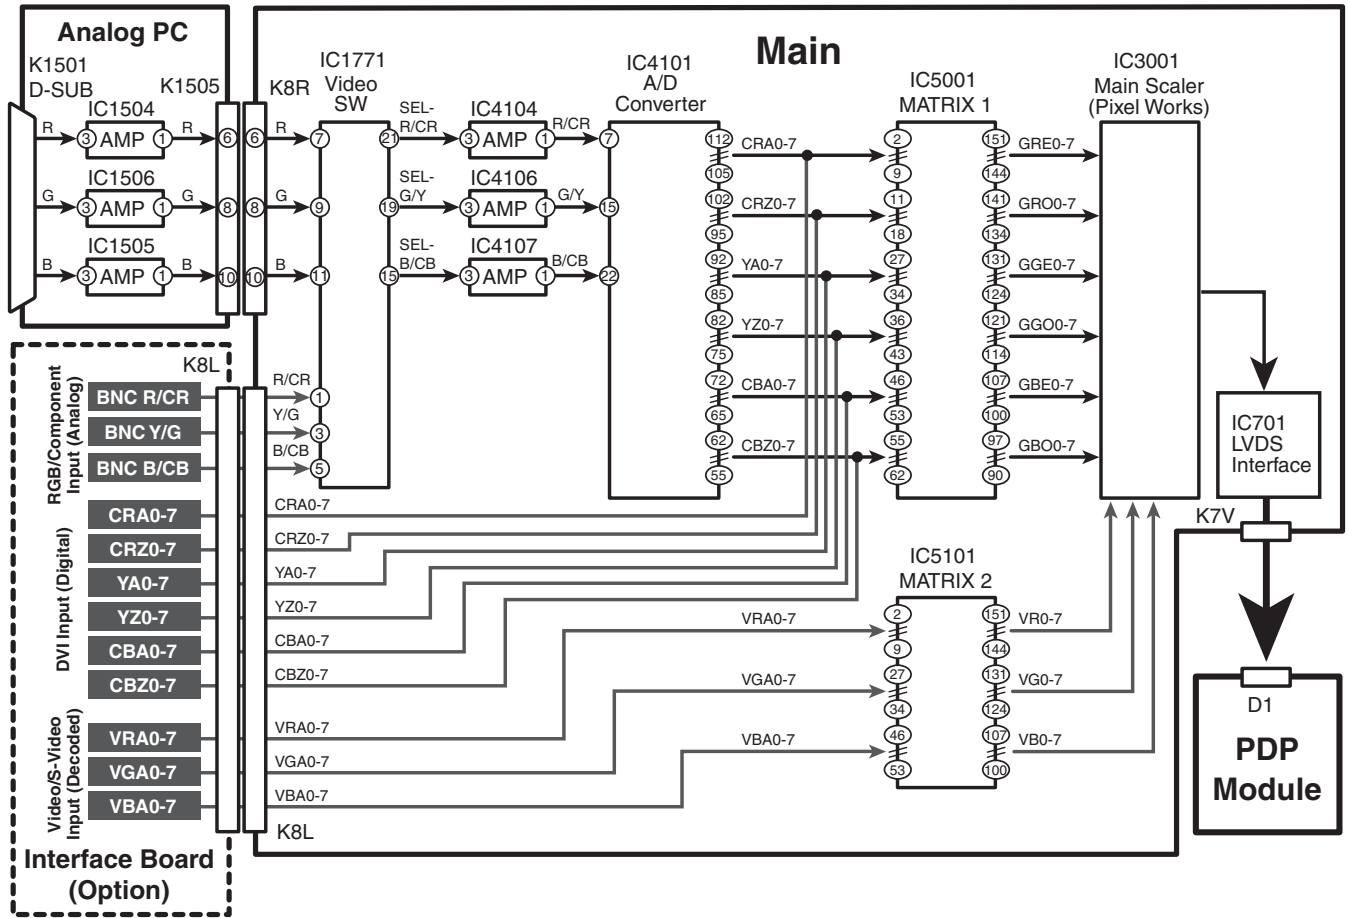 Analog PC
K1501
D-SUB
K1505
IC1504
R
3
AMP
1
R
6
IC1506
G
3
AMP
1
G
8
IC1505
B
3
AMP
1
B
10
Main
K8R
6
R
7
8
G
9
10
B
11
IC1771
Video
SW
21
19
15
1
3
5
SEL-
R/CR
SEL-
G/Y
SEL-
B/CB
IC4104
3
AMP
1
R/CR
7
IC4106
3
AMP
1
G/Y
15
IC4107
3
AMP
1
B/CB
22
IC4101
A/D
Converter
112
105
102
95
92
85
82
75
72
65
62
55
CRA0-7
CRZ0-7
YA0-7
YZ0-7
CBA0-7
CBZ0-7
IC5001
MATRIX 1
2
9
11
18
27
34
36
43
46
53
55
62
151
144
141
134
131
124
121
114
107
100
97
90
GRE0-7
GRO0-7
GGE0-7
GGO0-7
GBE0-7
GBO0-7
IC3001
Main Scaler
(Pixel Works)
IC701
LVDS
Interface
K7V
D1
PDP
Module
K8L
RGB/Component
Input (Analog)
BNC R/CR
BNC Y/G
BNC B/CB
R/CR
Y/G
B/CB
DVI Input (Digital)
CRA0-7
CRZ0-7
YA0-7
YZ0-7
CBA0-7
CBZ0-7
CRA0-7
CRZ0-7
YA0-7
YZ0-7
CBA0-7
CBZ0-7
Video/S-Video
Input (Decoded)
VRA0-7
VGA0-7
VBA0-7
VRA0-7
VGA0-7
VBA0-7
K8L
Interface Board
(Option)
VRA0-7
VGA0-7
VBA0-7
IC5101
MATRIX 2
2
9
27
34
46
53
151
144
131
124
107
100
VR0-7
VG0-7
VB0-7